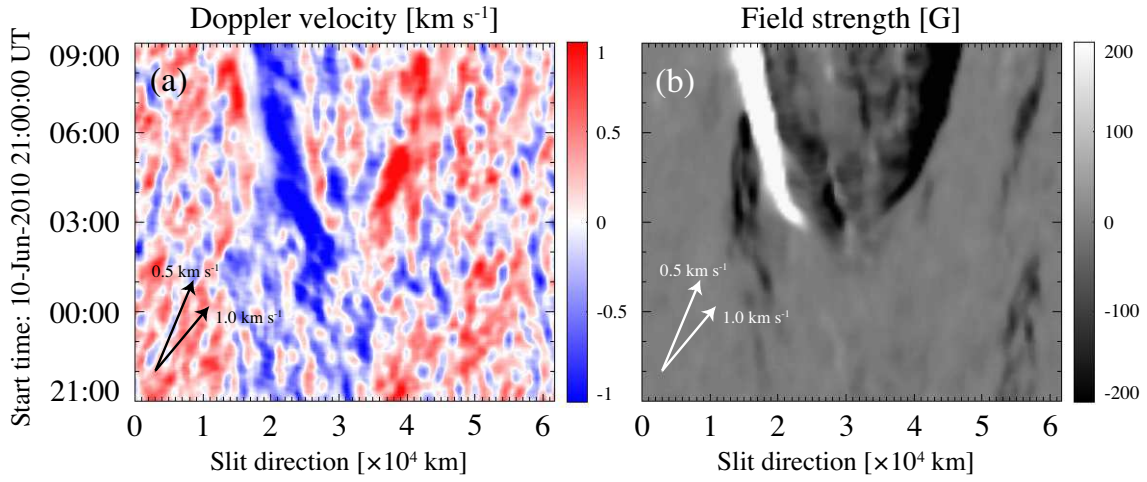 Doppler velocity [km s⁻¹]
Field strength [G]
Start time: 10-Jun-2010 21:00:00 UT
09:00
06:00
03:00
00:00
21:00
(a)
0.5 km s⁻¹
1.0 km s⁻¹
0 1 2 3 4 5 6
Slit direction [×10⁴ km]
1
0.5
0
-0.5
-1
(b)
0.5 km s⁻¹
1.0 km s⁻¹
0 1 2 3 4 5 6
Slit direction [×10⁴ km]
200
100
0
-100
-200